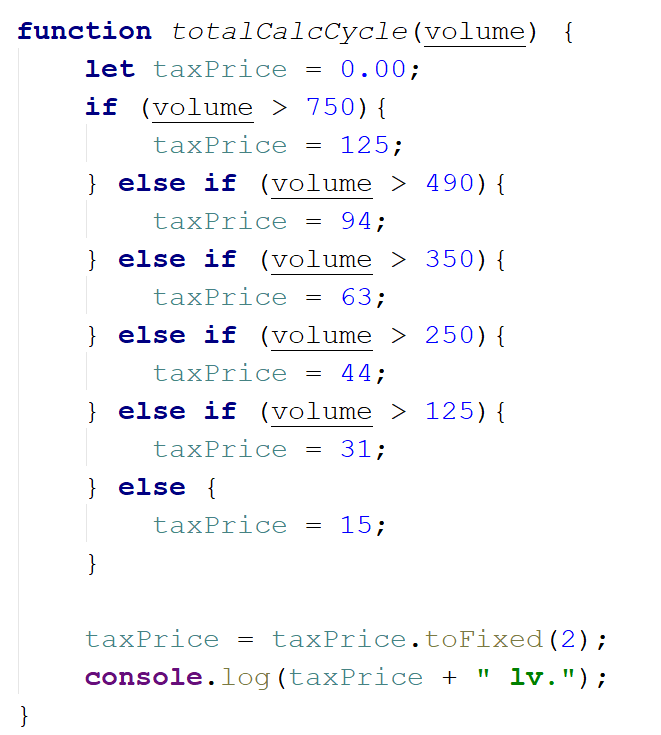 function totalCalcCycle(volume) {
    let taxPrice = 0.00;
    if (volume > 750){
        taxPrice = 125;
    } else if (volume > 490){
        taxPrice = 94;
    } else if (volume > 350){
        taxPrice = 63;
    } else if (volume > 250){
        taxPrice = 44;
    } else if (volume > 125){
        taxPrice = 31;
    } else {
        taxPrice = 15;
    }

    taxPrice = taxPrice.toFixed(2);
    console.log(taxPrice + " lv.");
}